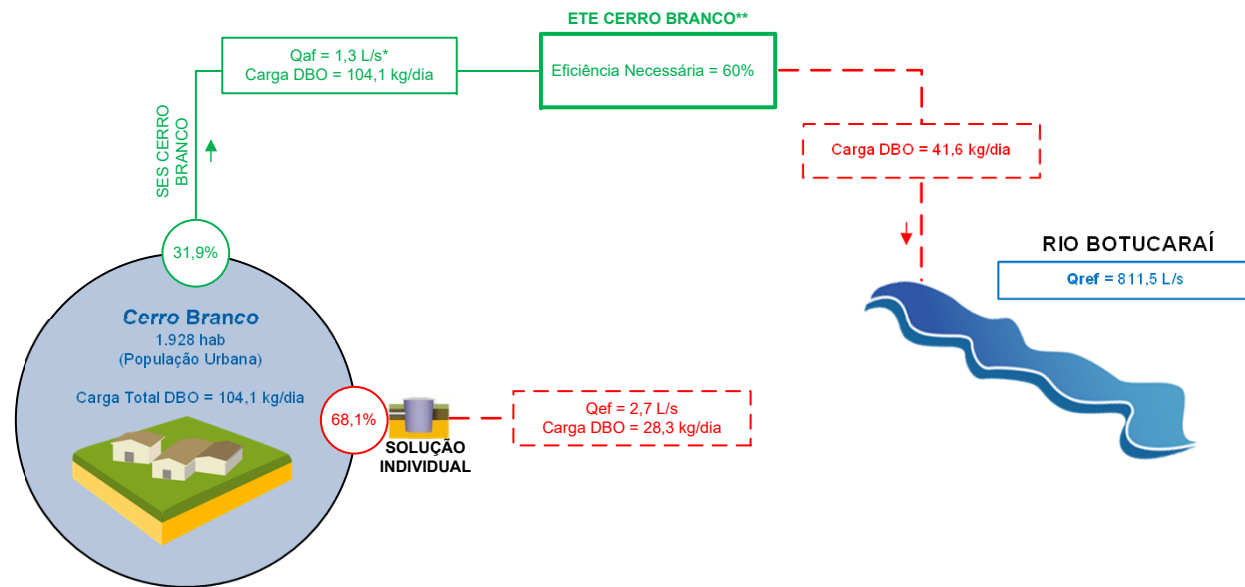 ETE CERRO BRANCO**
Qaf = 1,3 L/s*
Carga DBO = 104,1 kg/dia
Eficiência Necessária = 60%
SES CERRO
BRANCO
Carga DBO = 41,6 kg/dia
31,9%
RIO BOTUCARAÍ
Qref = 811,5 L/s
Cerro Branco
1.928 hab
(População Urbana)
Carga Total DBO = 104,1 kg/dia
68,1%
SOLUÇÃO
INDIVIDUAL
Qef = 2,7 L/s
Carga DBO = 28,3 kg/dia